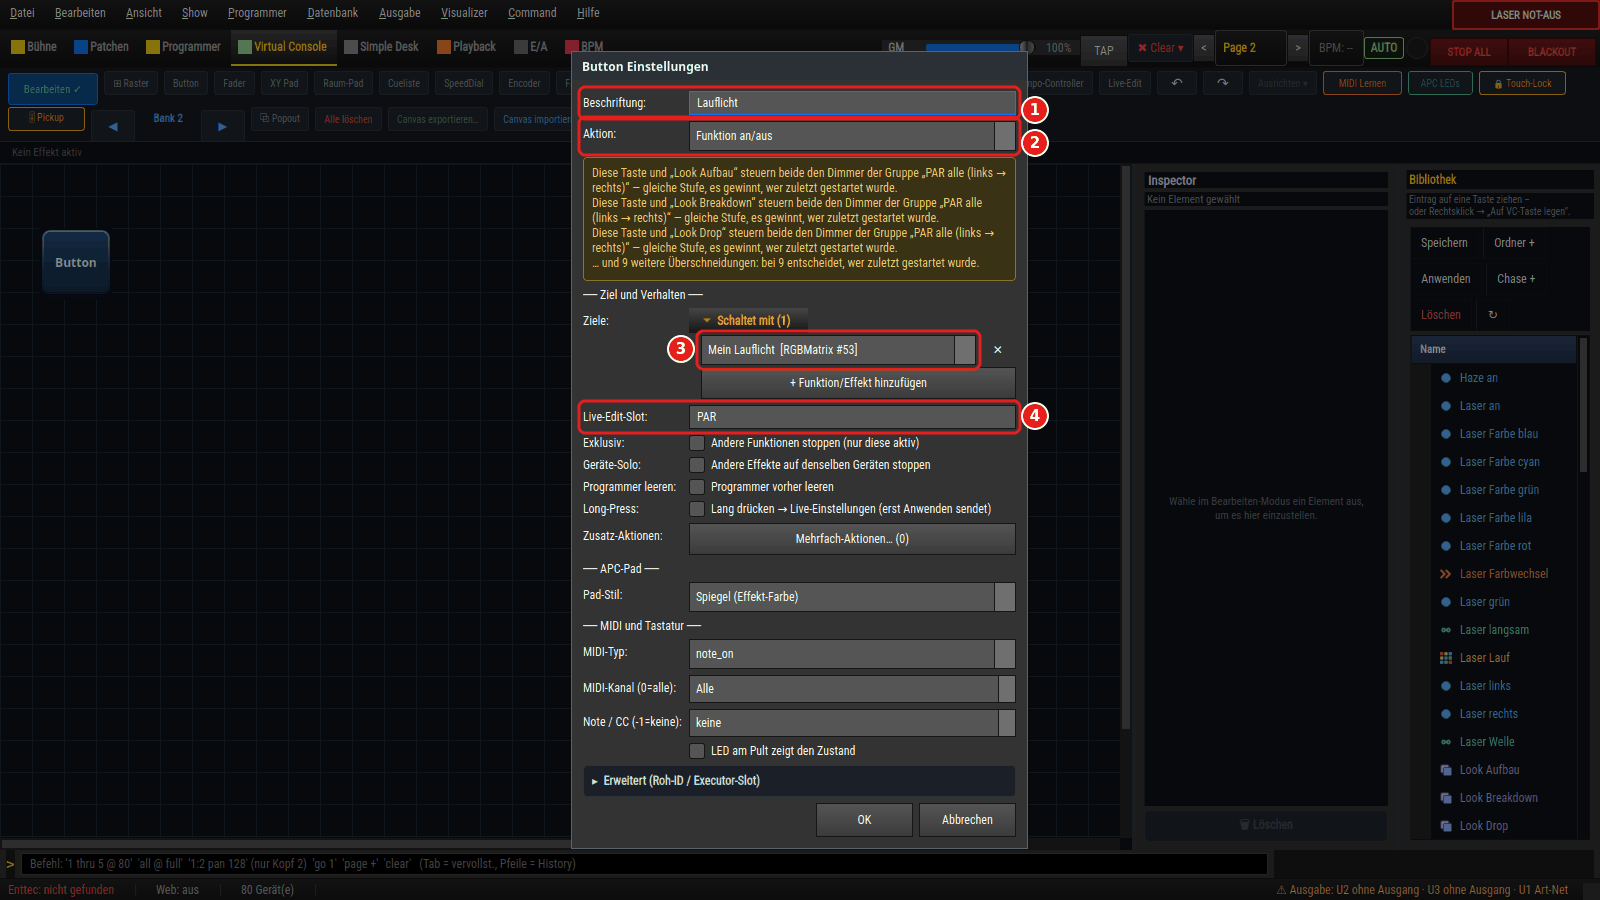 Datei Bearbeiten Ansicht Show Programmer Datenbank Ausgabe Visualizer Command Hilfe
LASER NOT-AUS
Bühne Patchen Programmer Virtual Console Simple Desk Playback E/A BPM
GM 100% TAP ✖ Clear ▾ < Page 2 > BPM: -- AUTO STOP ALL BLACKOUT
Bearbeiten ✓ ⊞ Raster Button Fader XY Pad Raum-Pad Cueliste SpeedDial Encoder
Live-Edit ↶ ↷ Ausrichten ▾ MIDI Lernen APC LEDs Touch-Lock
Pickup ◀ Bank 2 ▶ Popout Alle löschen Canvas exportieren…
Kein Effekt aktiv
Button
Button Einstellungen
Beschriftung: Lauflicht
1
Aktion: Funktion an/aus
2
Diese Taste und „Look Aufbau“ steuern beide den Dimmer der Gruppe „PAR alle (links →
rechts)“ – gleiche Stufe, es gewinnt, wer zuletzt gestartet wurde.
Diese Taste und „Look Breakdown“ steuern beide den Dimmer der Gruppe „PAR alle
(links → rechts)“ – gleiche Stufe, es gewinnt, wer zuletzt gestartet wurde.
Diese Taste und „Look Drop“ steuern beide den Dimmer der Gruppe „PAR alle (links →
rechts)“ – gleiche Stufe, es gewinnt, wer zuletzt gestartet wurde.
… und 9 weitere Überschneidungen: bei 9 entscheidet, wer zuletzt gestartet wurde.
── Ziel und Verhalten ──
Ziele: Schaltet mit (1)
3
Mein Lauflicht [RGBMatrix #53] ✕
+ Funktion/Effekt hinzufügen
Live-Edit-Slot: PAR
4
Exklusiv: Andere Funktionen stoppen (nur diese aktiv)
Geräte-Solo: Andere Effekte auf denselben Geräten stoppen
Programmer leeren: Programmer vorher leeren
Long-Press: Lang drücken → Live-Einstellungen (erst Anwenden sendet)
Zusatz-Aktionen: Mehrfach-Aktionen… (0)
── APC-Pad ──
Pad-Stil: Spiegel (Effekt-Farbe)
── MIDI und Tastatur ──
MIDI-Typ: note_on
MIDI-Kanal (0=alle): Alle
Note / CC (-1=keine): keine
LED am Pult zeigt den Zustand
▸ Erweitert (Roh-ID / Executor-Slot)
OK Abbrechen
Inspector
Kein Element gewählt
Wähle im Bearbeiten-Modus ein Element aus,
um es hier einzustellen.
Löschen
Bibliothek
Eintrag auf eine Taste ziehen –
oder Rechtsklick → „Auf VC-Taste legen“.
Speichern Ordner +
Anwenden Chase +
Löschen ↻
Name
Haze an
Laser an
Laser Farbe blau
Laser Farbe cyan
Laser Farbe grün
Laser Farbe lila
Laser Farbe rot
Laser Farbwechsel
Laser grün
Laser langsam
Laser Lauf
Laser links
Laser rechts
Laser Welle
Look Aufbau
Look Breakdown
Look Drop
> Befehl: '1 thru 5 @ 80' 'all @ full' '1:2 pan 128' (nur Kopf 2) 'go 1' 'page +' 'clear' (Tab = vervollst., Pfeile = History)
Enttec: nicht gefunden Web: aus 80 Gerät(e)
⚠ Ausgabe: U2 ohne Ausgang · U3 ohne Ausgang · U1 Art-Net